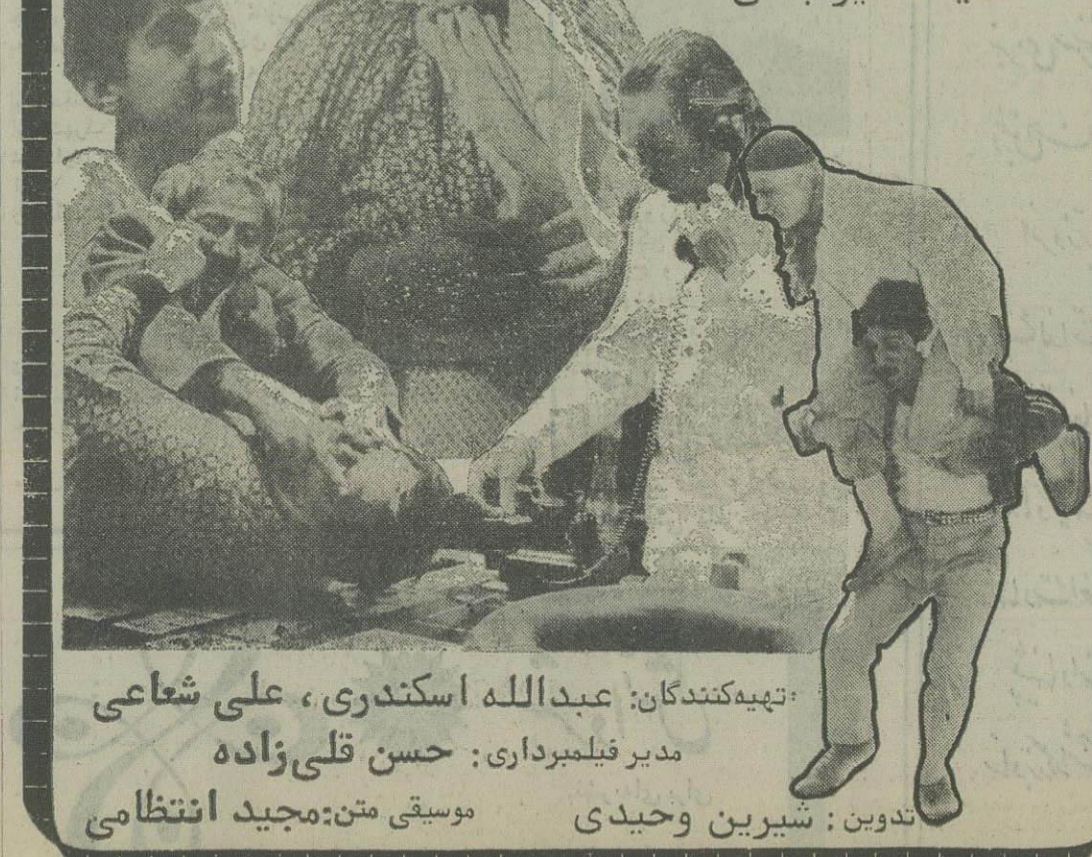 تهیه‌کنندگان: عبدالله اسکندری، علی شعاعی
مدیر فیلمبرداری: حسن قلی‌زاده
تدوین: شیرین وحیدی
موسیقی متن: مجید انتظامی